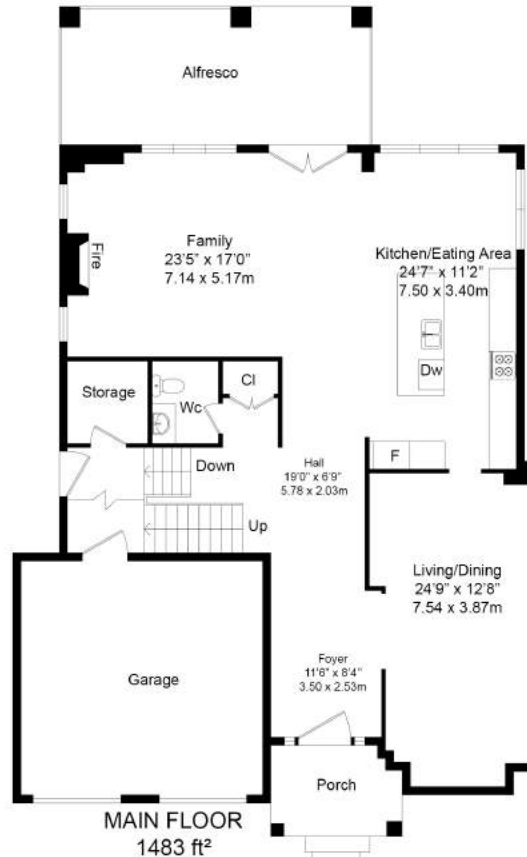 Alfresco
Family
23'5" x 17'0"
7.14 x 5.17m
Fire
Kitchen/Eating Area
24'7" x 11'2"
7.50 x 3.40m
Dw
F
Storage
Wc
Cl
Hall
19'0" x 6'9"
5.78 x 2.03m
Down
Up
Living/Dining
24'9" x 12'8"
7.54 x 3.87m
Foyer
11'6" x 8'4"
3.50 x 2.53m
Garage
Porch
MAIN FLOOR
1483 ft²